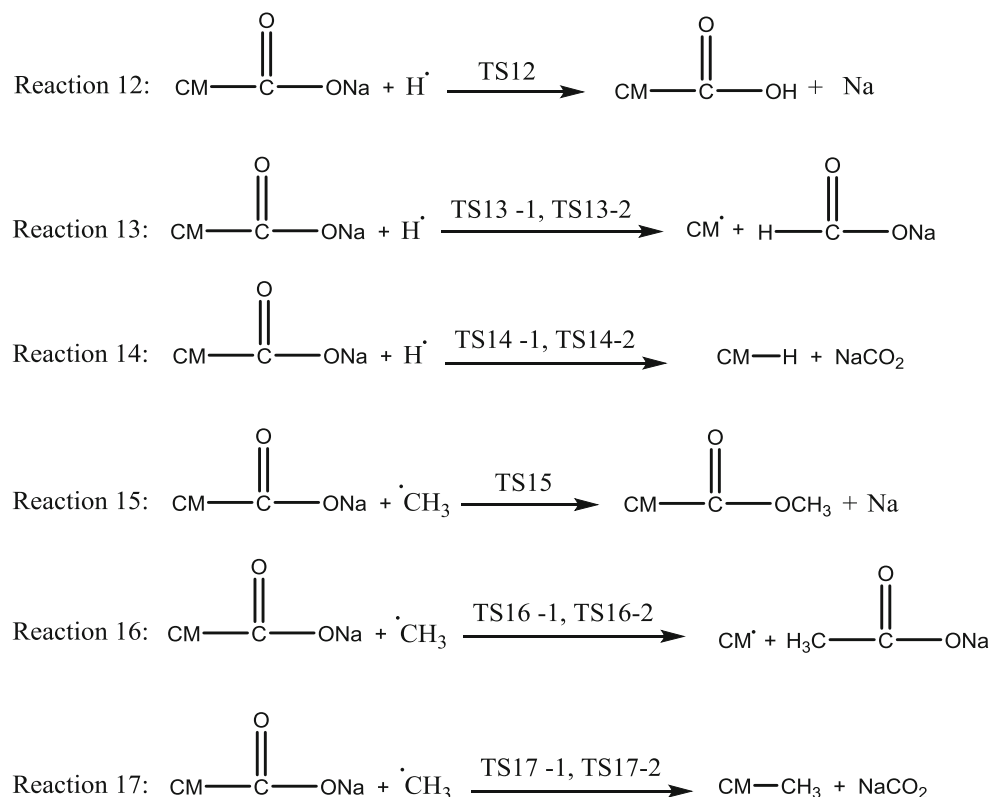 O O
Reaction 12: CM C ONa + H˙ TS12 CM C OH + Na
O O
Reaction 13: CM C ONa + H˙ TS13 -1, TS13-2 CM˙ + H C ONa
O
Reaction 14: CM C ONa + H˙ TS14 -1, TS14-2 CM H + NaCO₂
O O
Reaction 15: CM C ONa + ˙CH₃ TS15 CM C OCH₃ + Na
O O
Reaction 16: CM C ONa + ˙CH₃ TS16 -1, TS16-2 CM˙ + H₃C C ONa
O
Reaction 17: CM C ONa + ˙CH₃ TS17 -1, TS17-2 CM CH₃ + NaCO₂